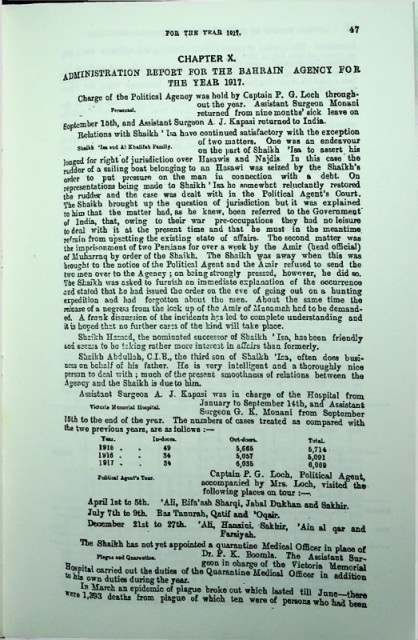 FOR THE YEAR 1917.
47
CHAPTER X.
ADMINISTRATION REPORT FOR THE BAHRAIN AGENCY FOR
THE YEAR 1917.
Charge of the Political Agency was held by Captain P. G. Loch through-
Personnel.
out the year. Assistant Surgeon Monani
returned from nine months' sick leave on
September 15th, and Assistant Surgeon A. J. Kapasi returned to India.
Relations with Shaikh 'Isa have continued satisfactory with the exception
Shaikh 'Isa and Al Khalifah Family.
of two matters. One was an endeavour
on the part of Shaikh 'Isa to assert his
longed for right of jurisdiction over Hasawis and Najdis. In this case the
rudder of a sailing boat belonging to an Hasawi was seized by the Shaikh's
order to put pressure on the man in connection with a debt. On
representations being made to Shaikh 'Isa he somewhat reluctantly restored
the rudder and the case was dealt with in the Political Agent's Court.
The Shaikh brought up the question of jurisdiction but it was explained
to him that the matter had, as he knew, been referred to the Government
of India, that, owing to their war pre-occupations they had no leisure
to deal with it at the present time and that he must in the meantime
refrain from upsetting the existing state of affairs. The second matter was
the imprisonment of two Persians for over a week by the Amir (head official)
of Muharraq by order of the Shaikh. The Shaikh was away when this was
brought to the notice of the Political Agent and the Amir refused to send the
two men over to the Agency; on being strongly pressed, however, he did so.
The Shaikh was asked to furnish an immediate explanation of the occurrence
and stated that he had issued the order on the eve of going out on a hunting
expedition and had forgotten about the men. About the same time the
release of a negress from the lock up of the Amir of Manamah had to be demand-
ed. A frank discussion of the incidents has led to complete understanding and
it is hoped that no further cases of the kind will take place.
Shaikh Hamed, the nominated successor of Shaikh 'Isa, has been friendly
and seems to be taking rather more interest in affairs than formerly.
Shaikh Abdullah, C.I.E., the third son of Shaikh 'Isa, often does busi-
ness on behalf of his father. He is very intelligent and a thoroughly nice
person to deal with; much of the present smoothness of relations between the
Agency and the Shaikh is due to him.
Assistant Surgeon A. J. Kapasi was in charge of the Hospital from
Victoria Memorial Hospital.
January to September 14th, and Assistant
Surgeon G. K. Monani from September
15th to the end of the year. The numbers of cases treated as compared with
the two previous years, are as follows :—
Year. In-doors. Out-doors. Total.
1915 . . 49 5,665 5,714
1916 . . 34 5,057 5,091
1917 . . 34 6,035 6,069
Political Agent's Tour.
Captain P. G. Loch, Political Agent,
accompanied by Mrs. Loch, visited the
following places on tour :—
April 1st to 5th. 'Ali, Rifa'ash Sharqi, Jabal Dukhan and Sakhir.
July 7th to 9th. Ras Tanurah, Qatif and 'Oqair.
December 21st to 27th. 'Ali, Sakhir, 'Ain al qar and
The Shaikh has not yet appointed a quarantine Medical Officer in place of
Plague and Quarantine.
Dr. F. K. Boomla. The Assistant Sur-
geon in charge of the Victoria Memorial
Hospital carried out the duties of the Quarantine Medical Officer in addition
to his own duties during the year.
In March an epidemic of plague broke out which lasted till June—there
were 1,393 deaths from plague of which ten were of persons who had been